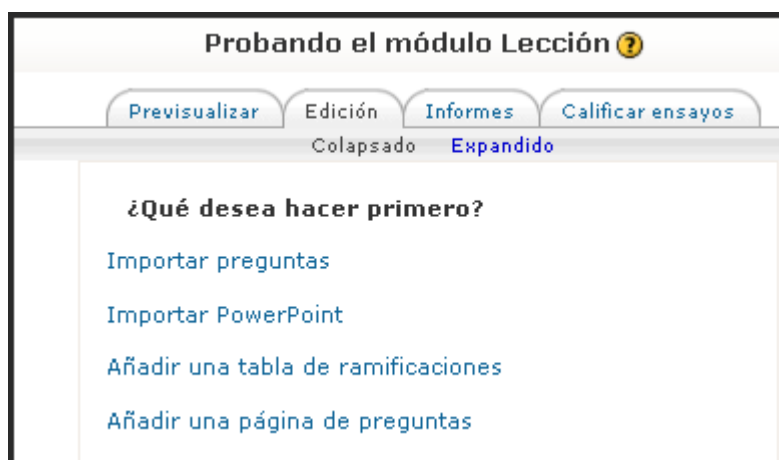 Probando el módulo Lección ?
Previsualizar Edición Informes Calificar ensayos
Colapsado Expandido
¿Qué desea hacer primero?
Importar preguntas
Importar PowerPoint
Añadir una tabla de ramificaciones
Añadir una página de preguntas